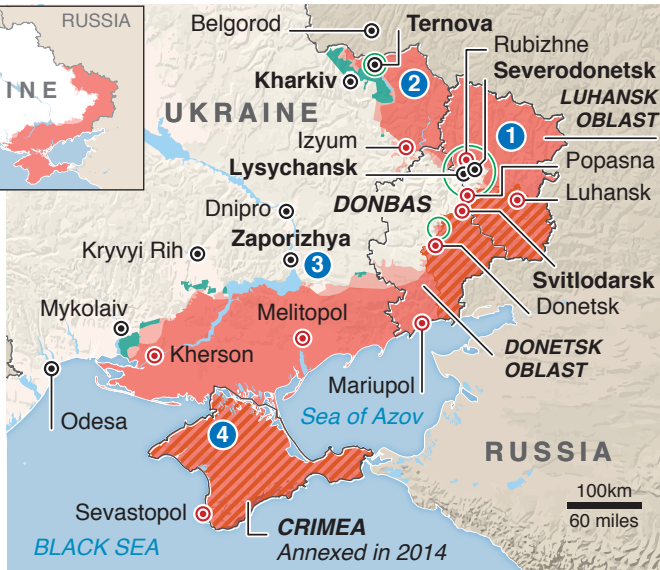 RUSSIA
INE
Belgorod
Ternova
Rubizhne
Severodonetsk
Kharkiv
2
UKRAINE
LUHANSK
OBLAST
1
Izyum
Lysychansk
Popasna
DONBAS
Luhansk
Dnipro
Zaporizhya
Kryvyi Rih
3
Svitlodarsk
Donetsk
Mykolaiv
Melitopol
Kherson
DONETSK
OBLAST
Mariupol
Sea of Azov
Odesa
4
RUSSIA
100km
60 miles
Sevastopol
CRIMEA
Annexed in 2014
BLACK SEA